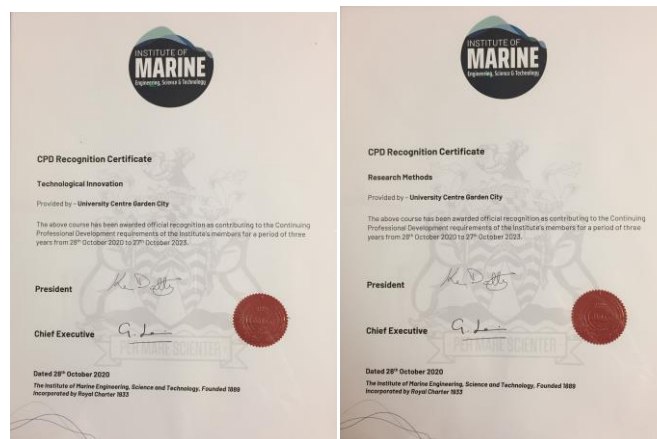 INSTITUTE OF
MARINE
Engineering, Science & Technology
CPD Recognition Certificate
Technological Innovation
Provided by - University Centre Garden City
The above course has been awarded official recognition as contributing to the Continuing
Professional Development requirements of the Institute's members for a period of three
years from 28th October 2020 to 27th October 2023.
President
Chief Executive
PER MARE SCIENTER
Dated 28th October 2020
The Institute of Marine Engineering, Science and Technology, Founded 1889
Incorporated by Royal Charter 1933
INSTITUTE OF
MARINE
Engineering, Science & Technology
CPD Recognition Certificate
Research Methods
Provided by - University Centre Garden City
The above course has been awarded official recognition as contributing to the Continuing
Professional Development requirements of the Institute's members for a period of three
years from 28th October 2020 to 27th October 2023.
President
Chief Executive
PER MARE SCIENTER
Dated 28th October 2020
The Institute of Marine Engineering, Science and Technology, Founded 1889
Incorporated by Royal Charter 1933